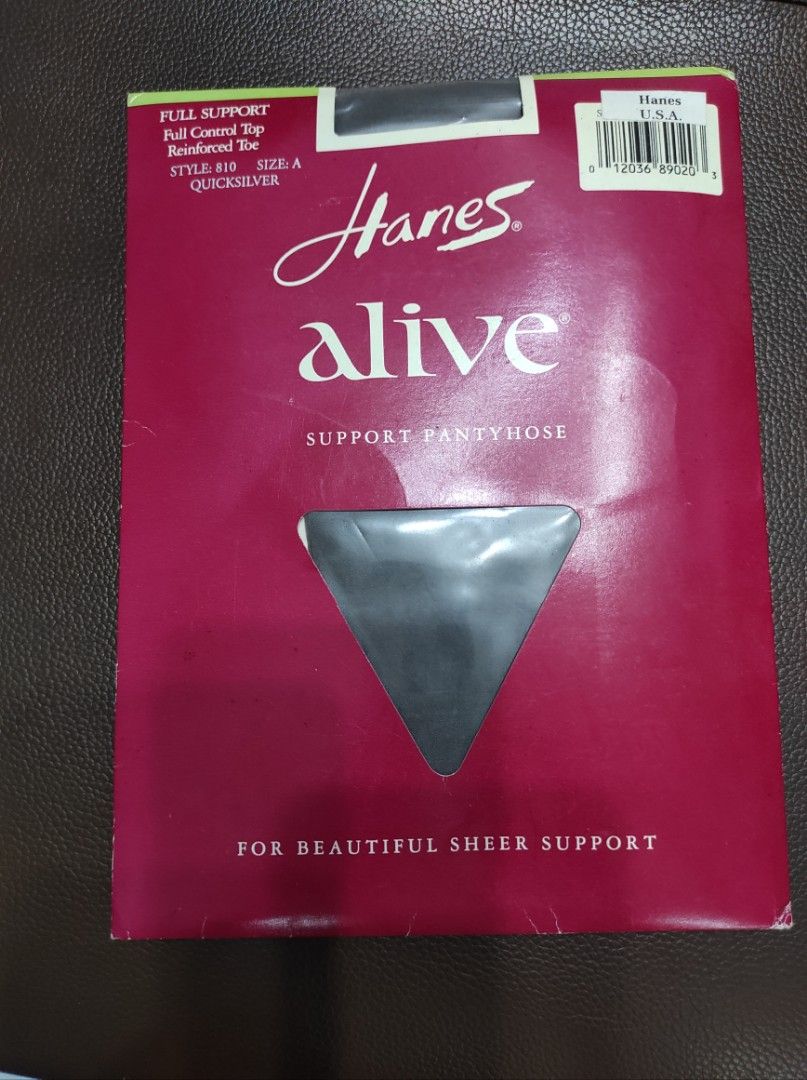 FULL SUPPORT
Full Control Top
Reinforced Toe
STYLE: 810 SIZE: A
QUICKSILVER
Hanes
U.S.A.
S
0 12036 89020 3
Hanes®
alive®
SUPPORT PANTYHOSE
FOR BEAUTIFUL SHEER SUPPORT